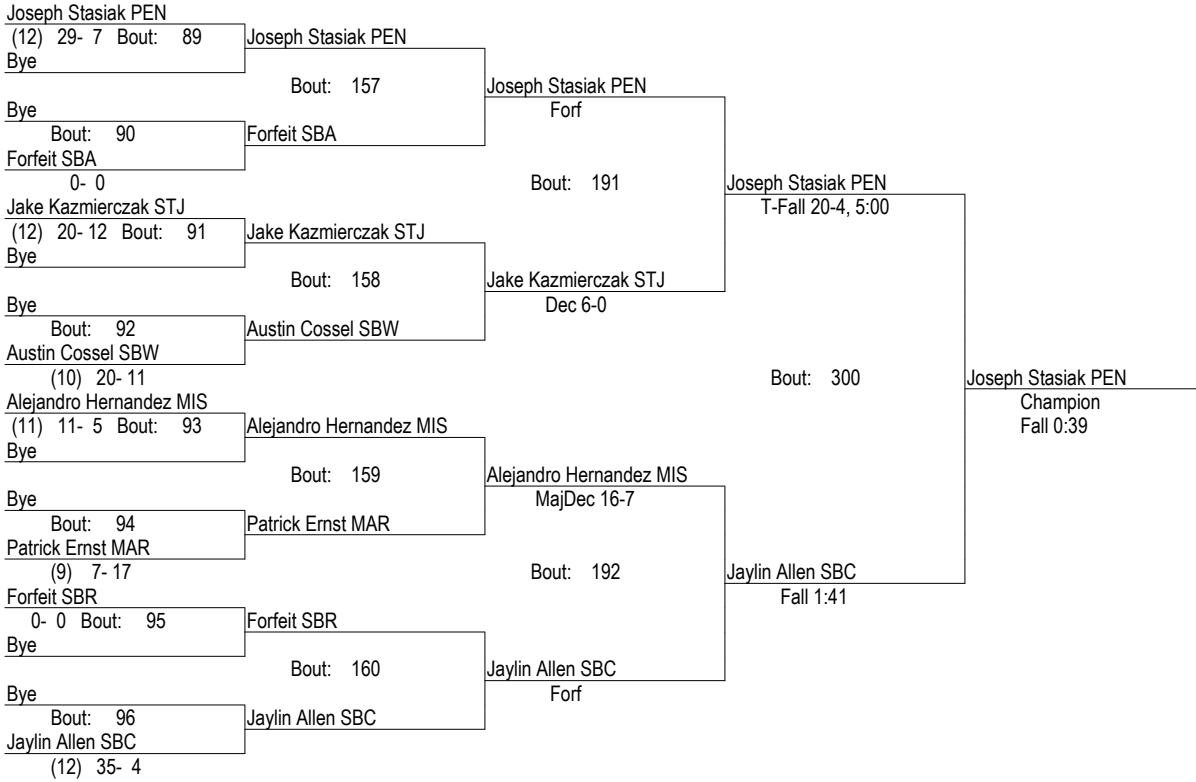 Joseph Stasiak PEN
(12) 29- 7 Bout: 89
Bye
Bye
Bout: 90
Forfeit SBA
0- 0
Jake Kazmierczak STJ
(12) 20- 12 Bout: 91
Bye
Bye
Bout: 92
Austin Cossel SBW
(10) 20- 11
Alejandro Hernandez MIS
(11) 11- 5 Bout: 93
Bye
Bye
Bout: 94
Patrick Ernst MAR
(9) 7- 17
Forfeit SBR
0- 0 Bout: 95
Bye
Bye
Bout: 96
Jaylin Allen SBC
(12) 35- 4
Joseph Stasiak PEN
Bout: 157
Forfeit SBA
Jake Kazmierczak STJ
Bout: 158
Austin Cossel SBW
Alejandro Hernandez MIS
Bout: 159
Patrick Ernst MAR
Forfeit SBR
Bout: 160
Jaylin Allen SBC
Joseph Stasiak PEN
Forf
Bout: 191
Jake Kazmierczak STJ
Dec 6-0
Alejandro Hernandez MIS
MajDec 16-7
Bout: 192
Jaylin Allen SBC
Forf
Joseph Stasiak PEN
T-Fall 20-4, 5:00
Bout: 300
Jaylin Allen SBC
Fall 1:41
Joseph Stasiak PEN
Champion
Fall 0:39